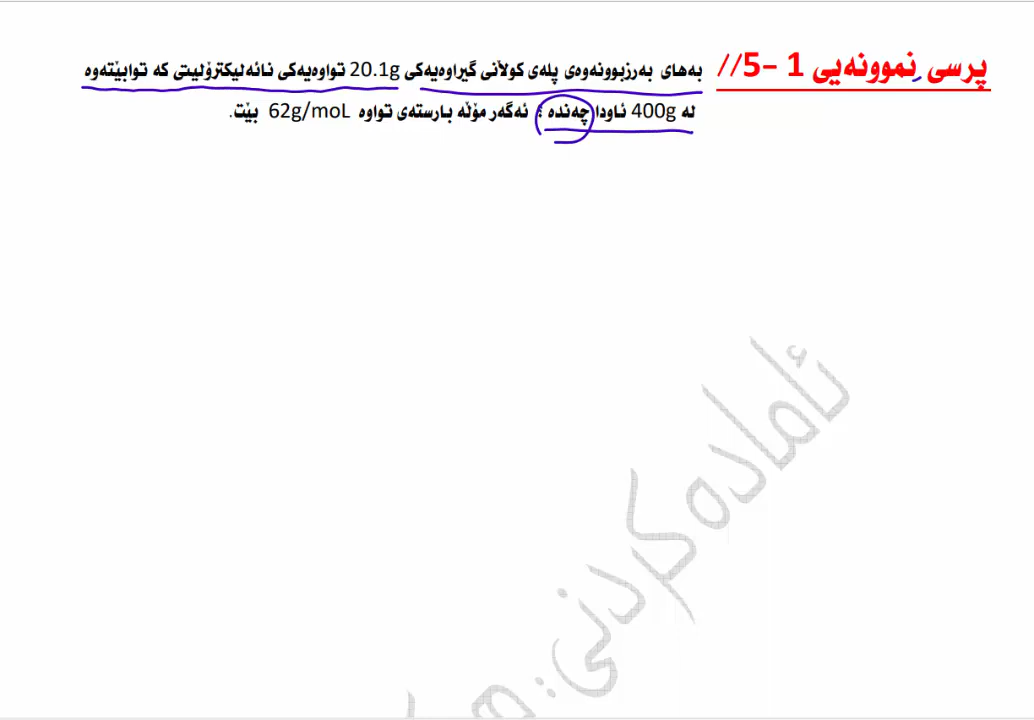 پرسی نموونەیی 1 -5// بەهای بەرزبوونەوەی پلەی کوڵانی گیراوەیەکی 20.1g تواوەیەکی نائەلیکترۆلیتی کە توابێتەوە
لە 400g ئاودا چەندە ؟ ئەگەر مۆڵە بارستەی تواوە 62g/moL بێت.
ئامادەکردنی: